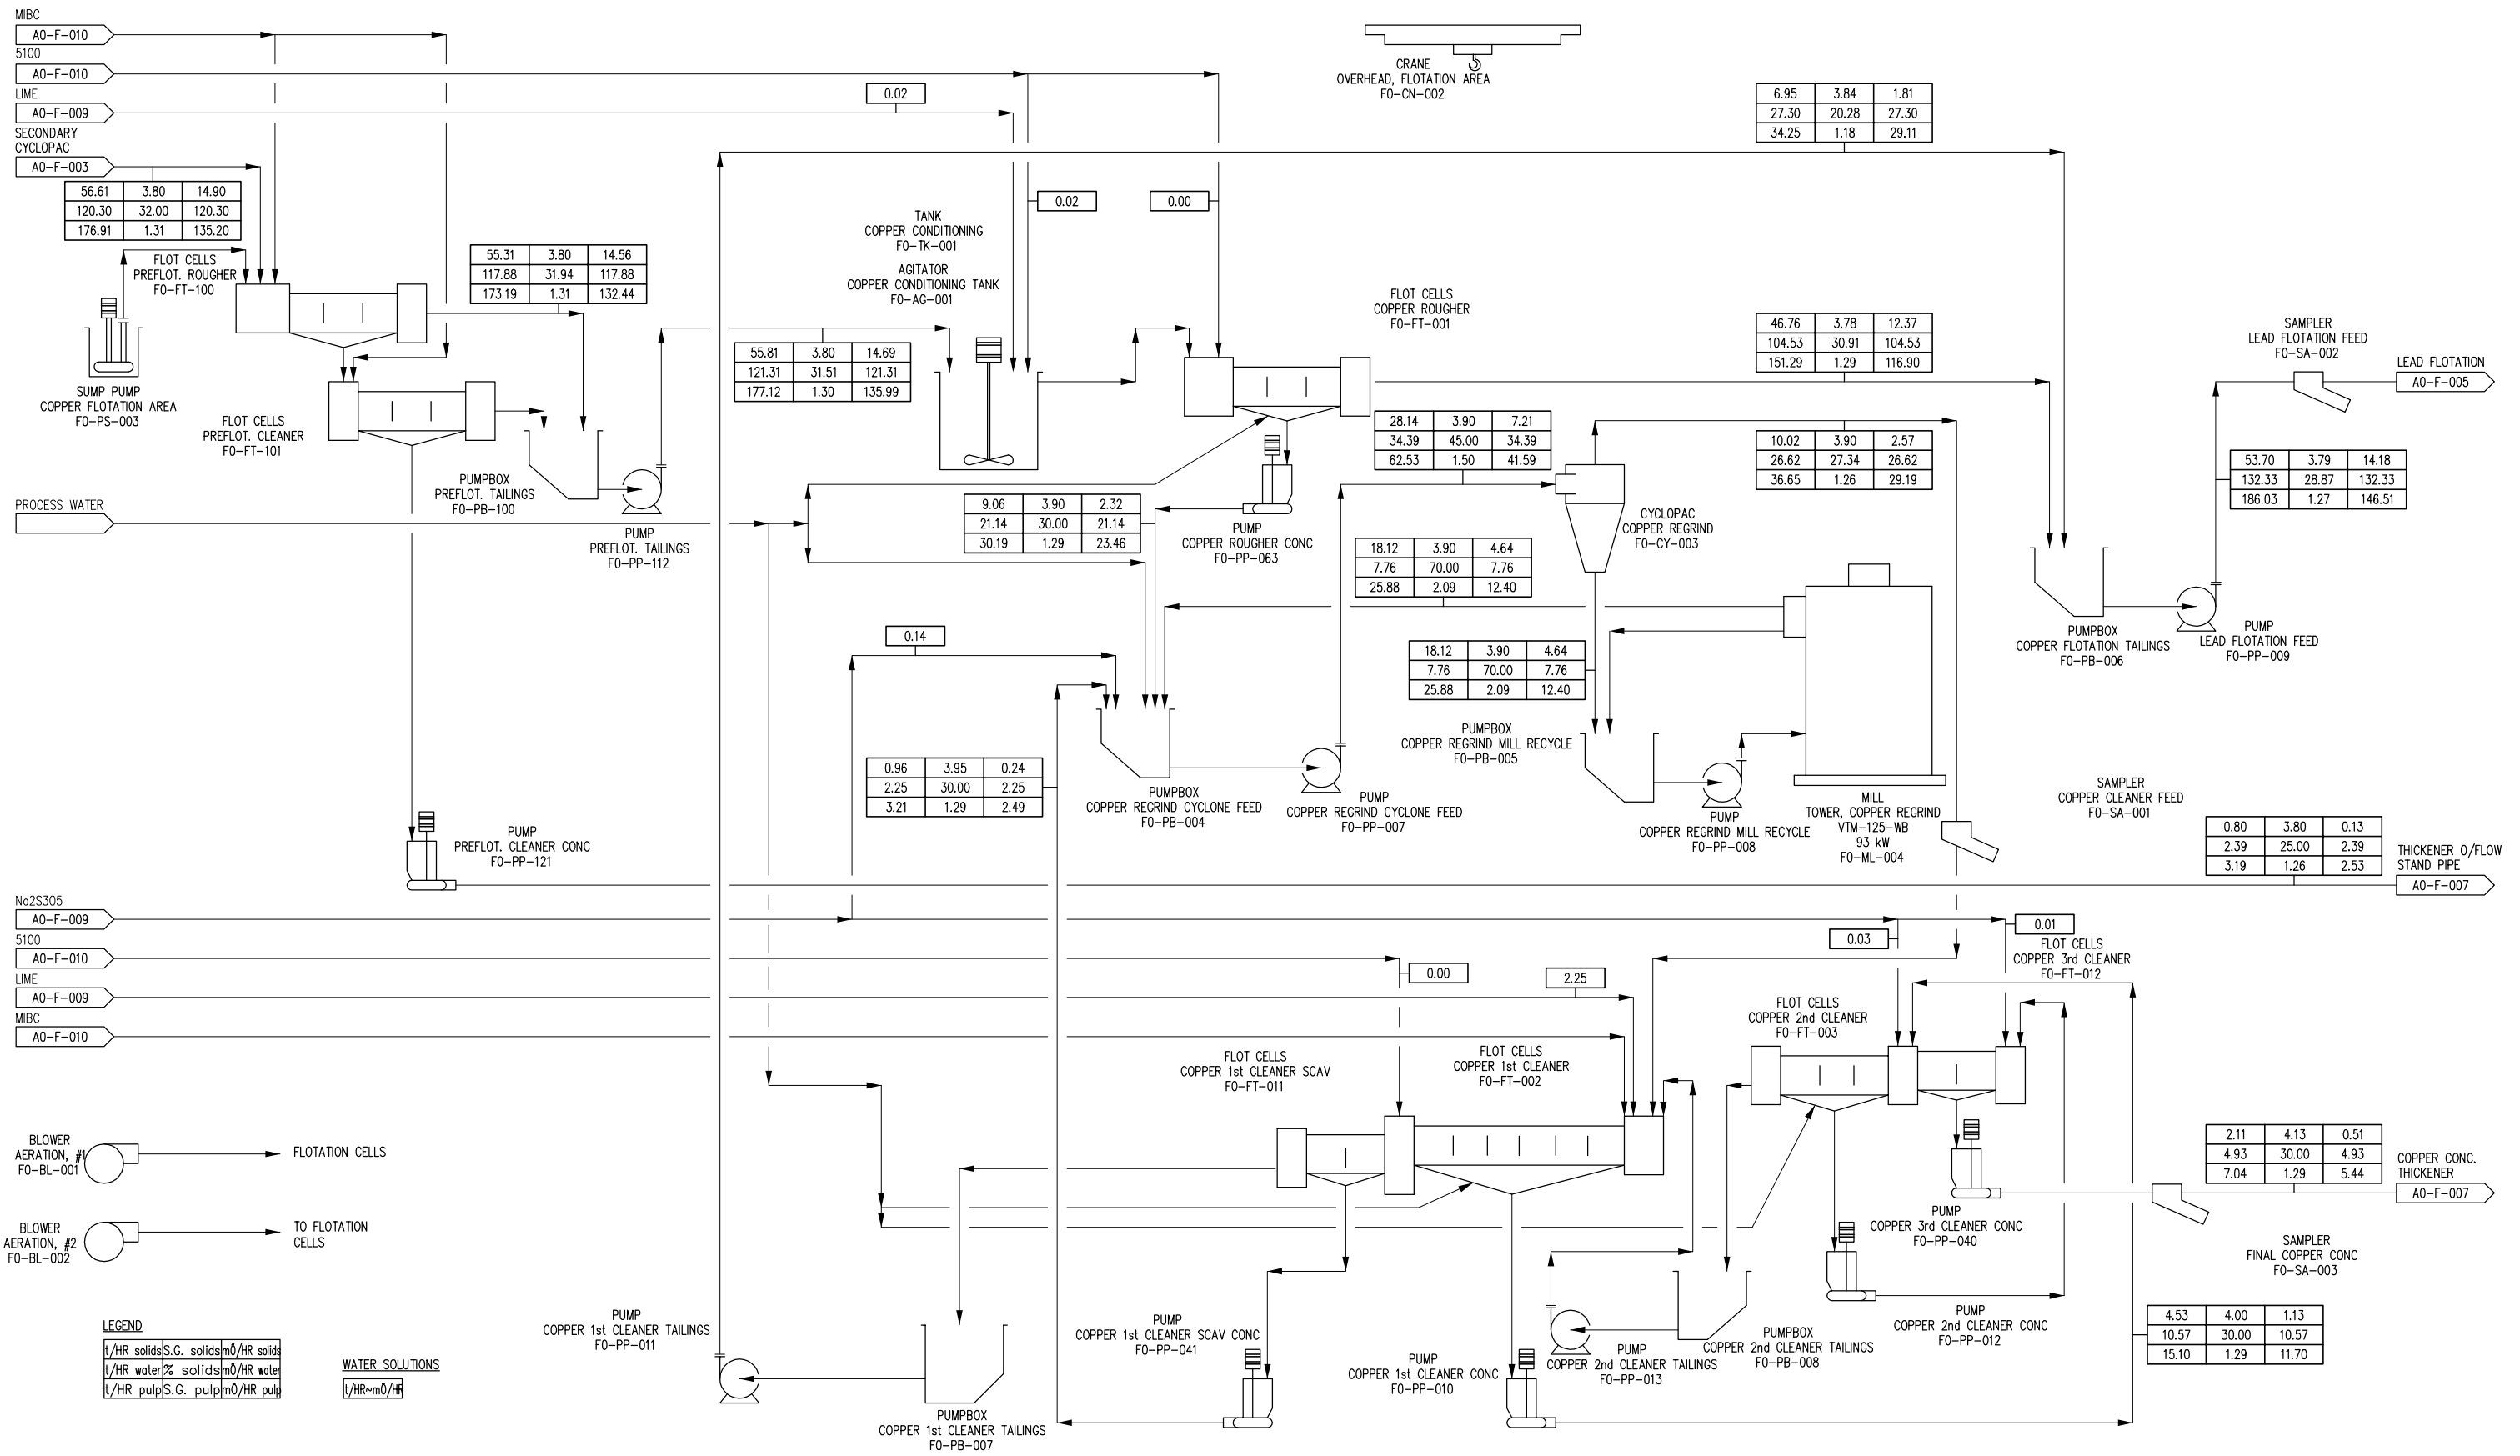 MIBC
A0-F-010
5100
A0-F-010
LIME
A0-F-009
SECONDARY
CYCLOPAC
A0-F-003
56.61 3.80 14.90
120.30 32.00 120.30
176.91 1.31 135.20
FLOT CELLS
PREFLOT. ROUGHER
F0-FT-100
SUMP PUMP
COPPER FLOTATION AREA
F0-PS-003
55.31 3.80 14.56
117.88 31.94 117.88
173.19 1.31 132.44
FLOT CELLS
PREFLOT. CLEANER
F0-FT-101
PUMPBOX
PREFLOT. TAILINGS
F0-PB-100
PUMP
PREFLOT. TAILINGS
F0-PP-112
PROCESS WATER
0.02
55.81 3.80 14.69
121.31 31.51 121.31
177.12 1.30 135.99
TANK
COPPER CONDITIONING
F0-TK-001
AGITATOR
COPPER CONDITIONING TANK
F0-AG-001
0.02
0.00
CRANE
OVERHEAD, FLOTATION AREA
F0-CN-002
FLOT CELLS
COPPER ROUGHER
F0-FT-001
6.95 3.84 1.81
27.30 20.28 27.30
34.25 1.18 29.11
46.76 3.78 12.37
104.53 30.91 104.53
151.29 1.29 116.90
SAMPLER
LEAD FLOTATION FEED
F0-SA-002
LEAD FLOTATION
A0-F-005
28.14 3.90 7.21
34.39 45.00 34.39
62.53 1.50 41.59
10.02 3.90 2.57
26.62 27.34 26.62
36.65 1.26 29.19
53.70 3.79 14.18
132.33 28.87 132.33
186.03 1.27 146.51
9.06 3.90 2.32
21.14 30.00 21.14
30.19 1.29 23.46
PUMP
COPPER ROUGHER CONC
F0-PP-063
CYCLOPAC
COPPER REGRIND
F0-CY-003
18.12 3.90 4.64
7.76 70.00 7.76
25.88 2.09 12.40
18.12 3.90 4.64
7.76 70.00 7.76
25.88 2.09 12.40
PUMPBOX
COPPER FLOTATION TAILINGS
F0-PB-006
PUMP
LEAD FLOTATION FEED
F0-PP-009
0.14
0.96 3.95 0.24
2.25 30.00 2.25
3.21 1.29 2.49
PUMPBOX
COPPER REGRIND CYCLONE FEED
F0-PB-004
PUMP
COPPER REGRIND CYCLONE FEED
F0-PP-007
PUMPBOX
COPPER REGRIND MILL RECYCLE
F0-PB-005
PUMP
COPPER REGRIND MILL RECYCLE
F0-PP-008
MILL
TOWER, COPPER REGRIND
VTM-125-WB
93 kW
F0-ML-004
SAMPLER
COPPER CLEANER FEED
F0-SA-001
PUMP
PREFLOT. CLEANER CONC
F0-PP-121
0.80 3.80 0.13
2.39 25.00 2.39
3.19 1.26 2.53
THICKENER O/FLOW
STAND PIPE
A0-F-007
Na2S305
A0-F-009
5100
A0-F-010
LIME
A0-F-009
MIBC
A0-F-010
0.00
2.25
0.03
0.01
FLOT CELLS
COPPER 3rd CLEANER
F0-FT-012
FLOT CELLS
COPPER 2nd CLEANER
F0-FT-003
FLOT CELLS
COPPER 1st CLEANER SCAV
F0-FT-011
FLOT CELLS
COPPER 1st CLEANER
F0-FT-002
2.11 4.13 0.51
4.93 30.00 4.93
7.04 1.29 5.44
COPPER CONC.
THICKENER
A0-F-007
BLOWER
AERATION, #1
F0-BL-001
FLOTATION CELLS
BLOWER
AERATION, #2
F0-BL-002
TO FLOTATION
CELLS
PUMP
COPPER 3rd CLEANER CONC
F0-PP-040
SAMPLER
FINAL COPPER CONC
F0-SA-003
PUMP
COPPER 2nd CLEANER CONC
F0-PP-012
4.53 4.00 1.13
10.57 30.00 10.57
15.10 1.29 11.70
LEGEND
t/HR solids S.G. solids mÖ/HR solids
t/HR water % solids mÖ/HR water
t/HR pulp S.G. pulp mÖ/HR pulp
WATER SOLUTIONS
t/HR~mÖ/HR
PUMP
COPPER 1st CLEANER TAILINGS
F0-PP-011
PUMPBOX
COPPER 1st CLEANER TAILINGS
F0-PB-007
PUMP
COPPER 1st CLEANER SCAV CONC
F0-PP-041
PUMP
COPPER 1st CLEANER CONC
F0-PP-010
PUMP
COPPER 2nd CLEANER TAILINGS
F0-PP-013
PUMPBOX
COPPER 2nd CLEANER TAILINGS
F0-PB-008